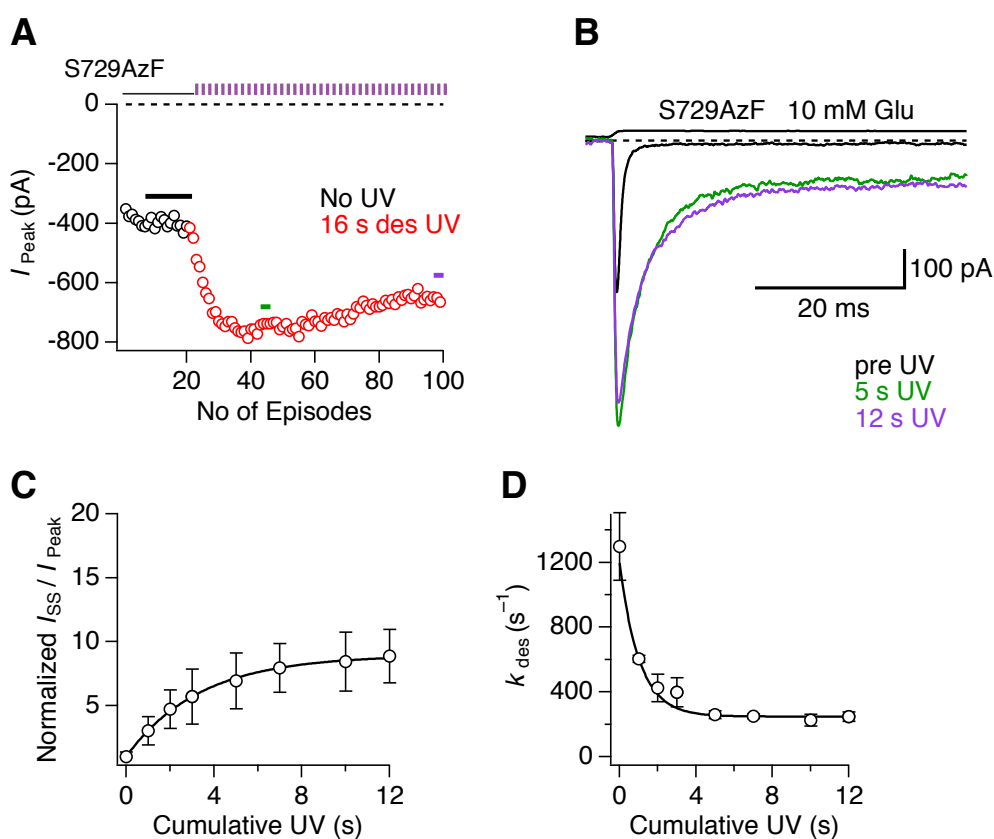 A
S729AzF
0
-200
-400
-600
-800
I Peak (pA)
No UV
16 s des UV
20
40
60
80
100
No of Episodes
B
S729AzF 10 mM Glu
100 pA
20 ms
pre UV
5 s UV
12 s UV
C
20
15
10
5
Normalized I SS / I Peak
0
4
8
12
Cumulative UV (s)
D
1200
800
400
0
k des (s⁻¹)
0
4
8
12
Cumulative UV (s)